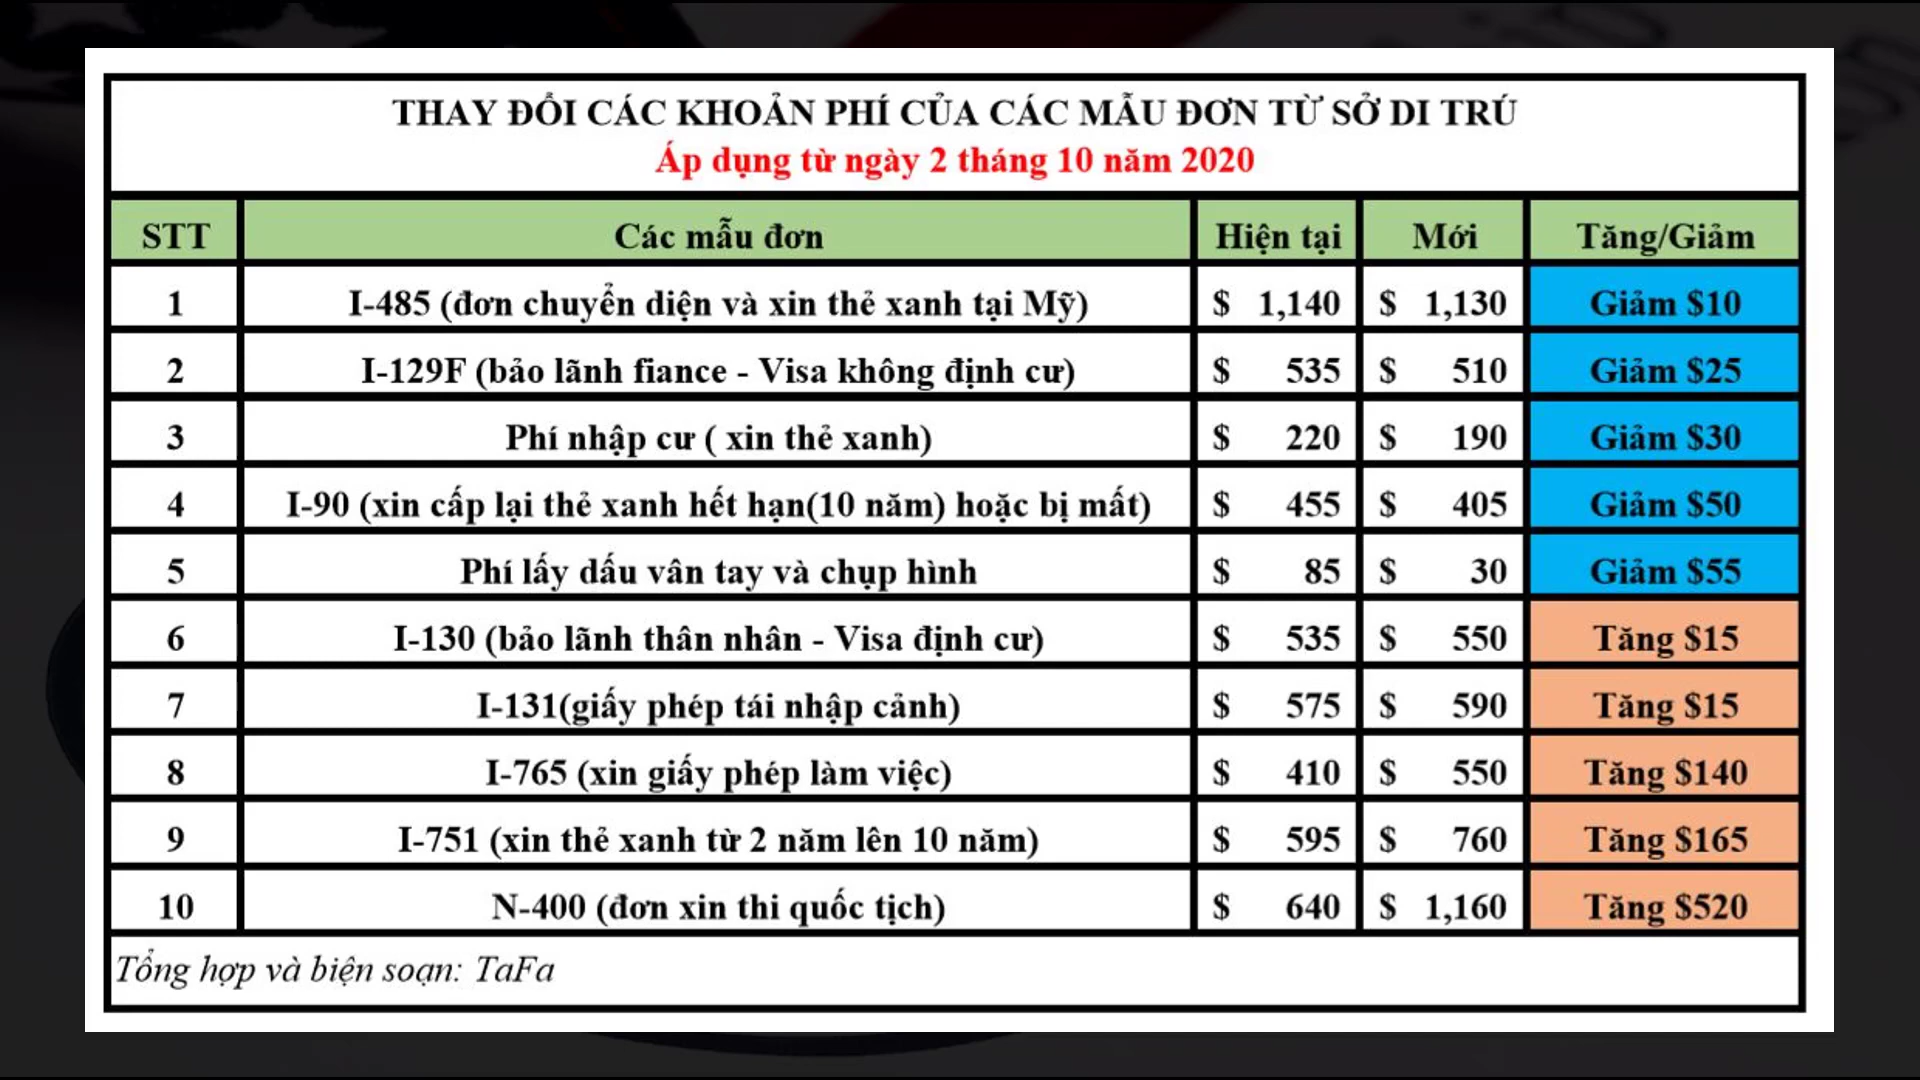 THAY ĐỔI CÁC KHOẢN PHÍ CỦA CÁC MẪU ĐƠN TỪ SỞ DI TRÚ
Áp dụng từ ngày 2 tháng 10 năm 2020
STT Các mẫu đơn Hiện tại Mới Tăng/Giảm
1 I-485 (đơn chuyển diện và xin thẻ xanh tại Mỹ) $ 1,140 $ 1,130 Giảm $10
2 I-129F (bảo lãnh fiance - Visa không định cư) $ 535 $ 510 Giảm $25
3 Phí nhập cư ( xin thẻ xanh) $ 220 $ 190 Giảm $30
4 I-90 (xin cấp lại thẻ xanh hết hạn(10 năm) hoặc bị mất) $ 455 $ 405 Giảm $50
5 Phí lấy dấu vân tay và chụp hình $ 85 $ 30 Giảm $55
6 I-130 (bảo lãnh thân nhân - Visa định cư) $ 535 $ 550 Tăng $15
7 I-131(giấy phép tái nhập cảnh) $ 575 $ 590 Tăng $15
8 I-765 (xin giấy phép làm việc) $ 410 $ 550 Tăng $140
9 I-751 (xin thẻ xanh từ 2 năm lên 10 năm) $ 595 $ 760 Tăng $165
10 N-400 (đơn xin thi quốc tịch) $ 640 $ 1,160 Tăng $520
Tổng hợp và biện soạn: TaFa